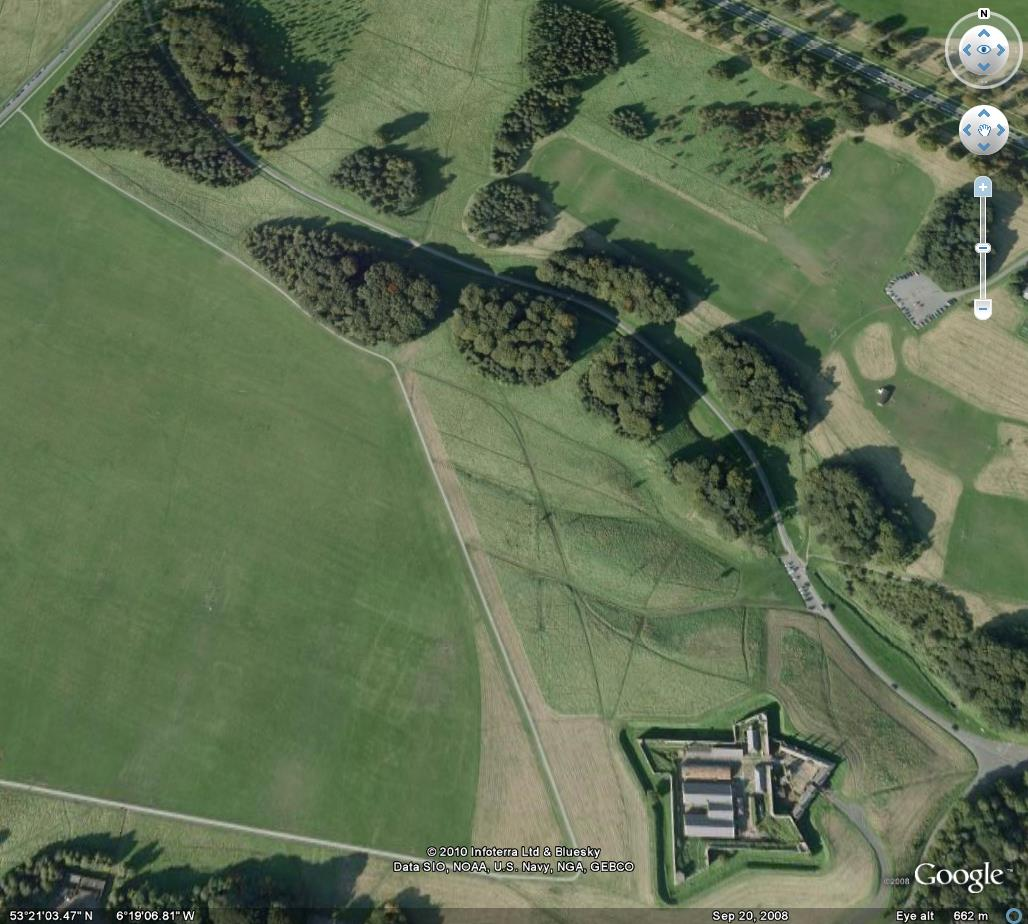 N
© 2010 Infoterra Ltd & Bluesky
Data SIO, NOAA, U.S. Navy, NGA, GEBCO
©2008 Google™
53°21'03.47" N 6°19'06.81" W Sep 20, 2008 Eye alt 662 m